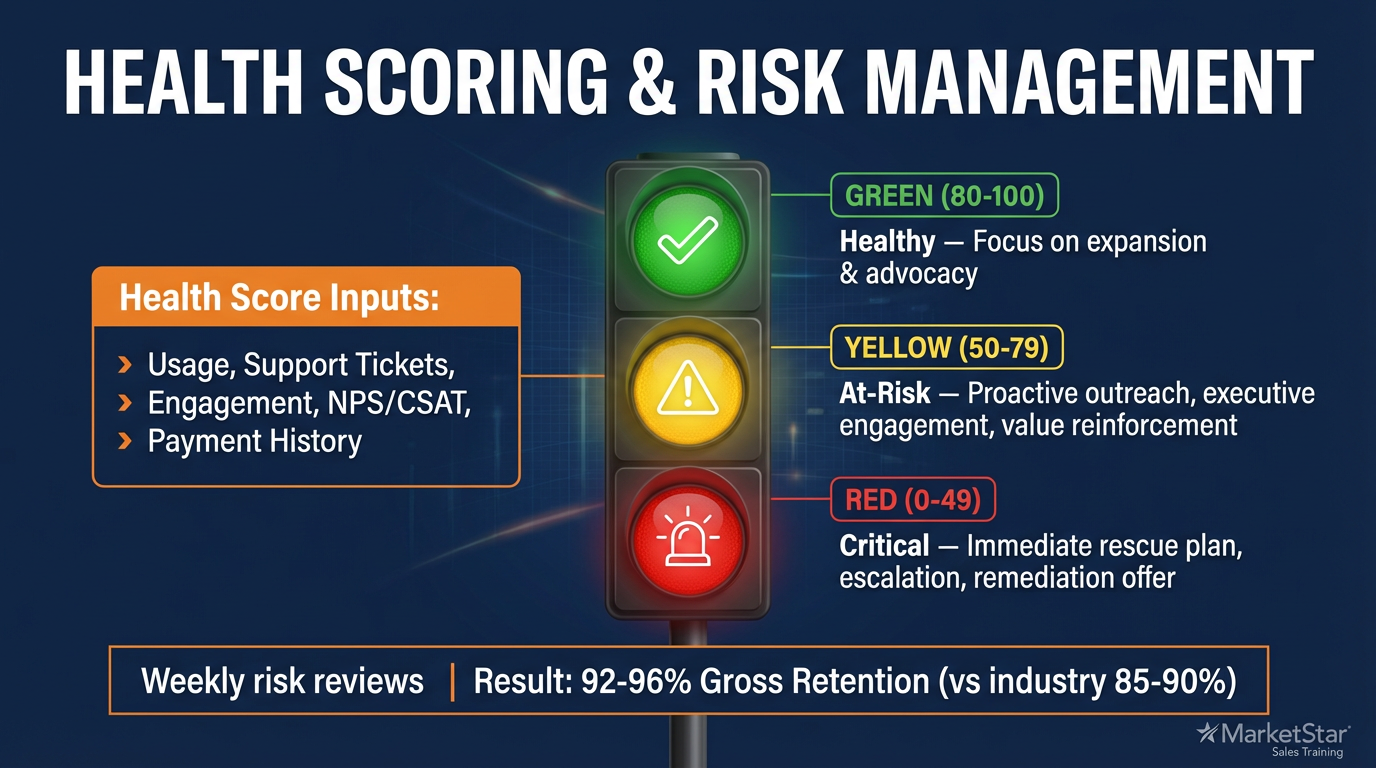 HEALTH SCORING & RISK MANAGEMENT
Health Score Inputs:
› Usage, Support Tickets,
› Engagement, NPS/CSAT,
› Payment History
GREEN (80-100)
Healthy — Focus on expansion
& advocacy
YELLOW (50-79)
At-Risk — Proactive outreach, executive
engagement, value reinforcement
RED (0-49)
Critical — Immediate rescue plan,
escalation, remediation offer
Weekly risk reviews | Result: 92-96% Gross Retention (vs industry 85-90%)
MarketStar
Sales Training